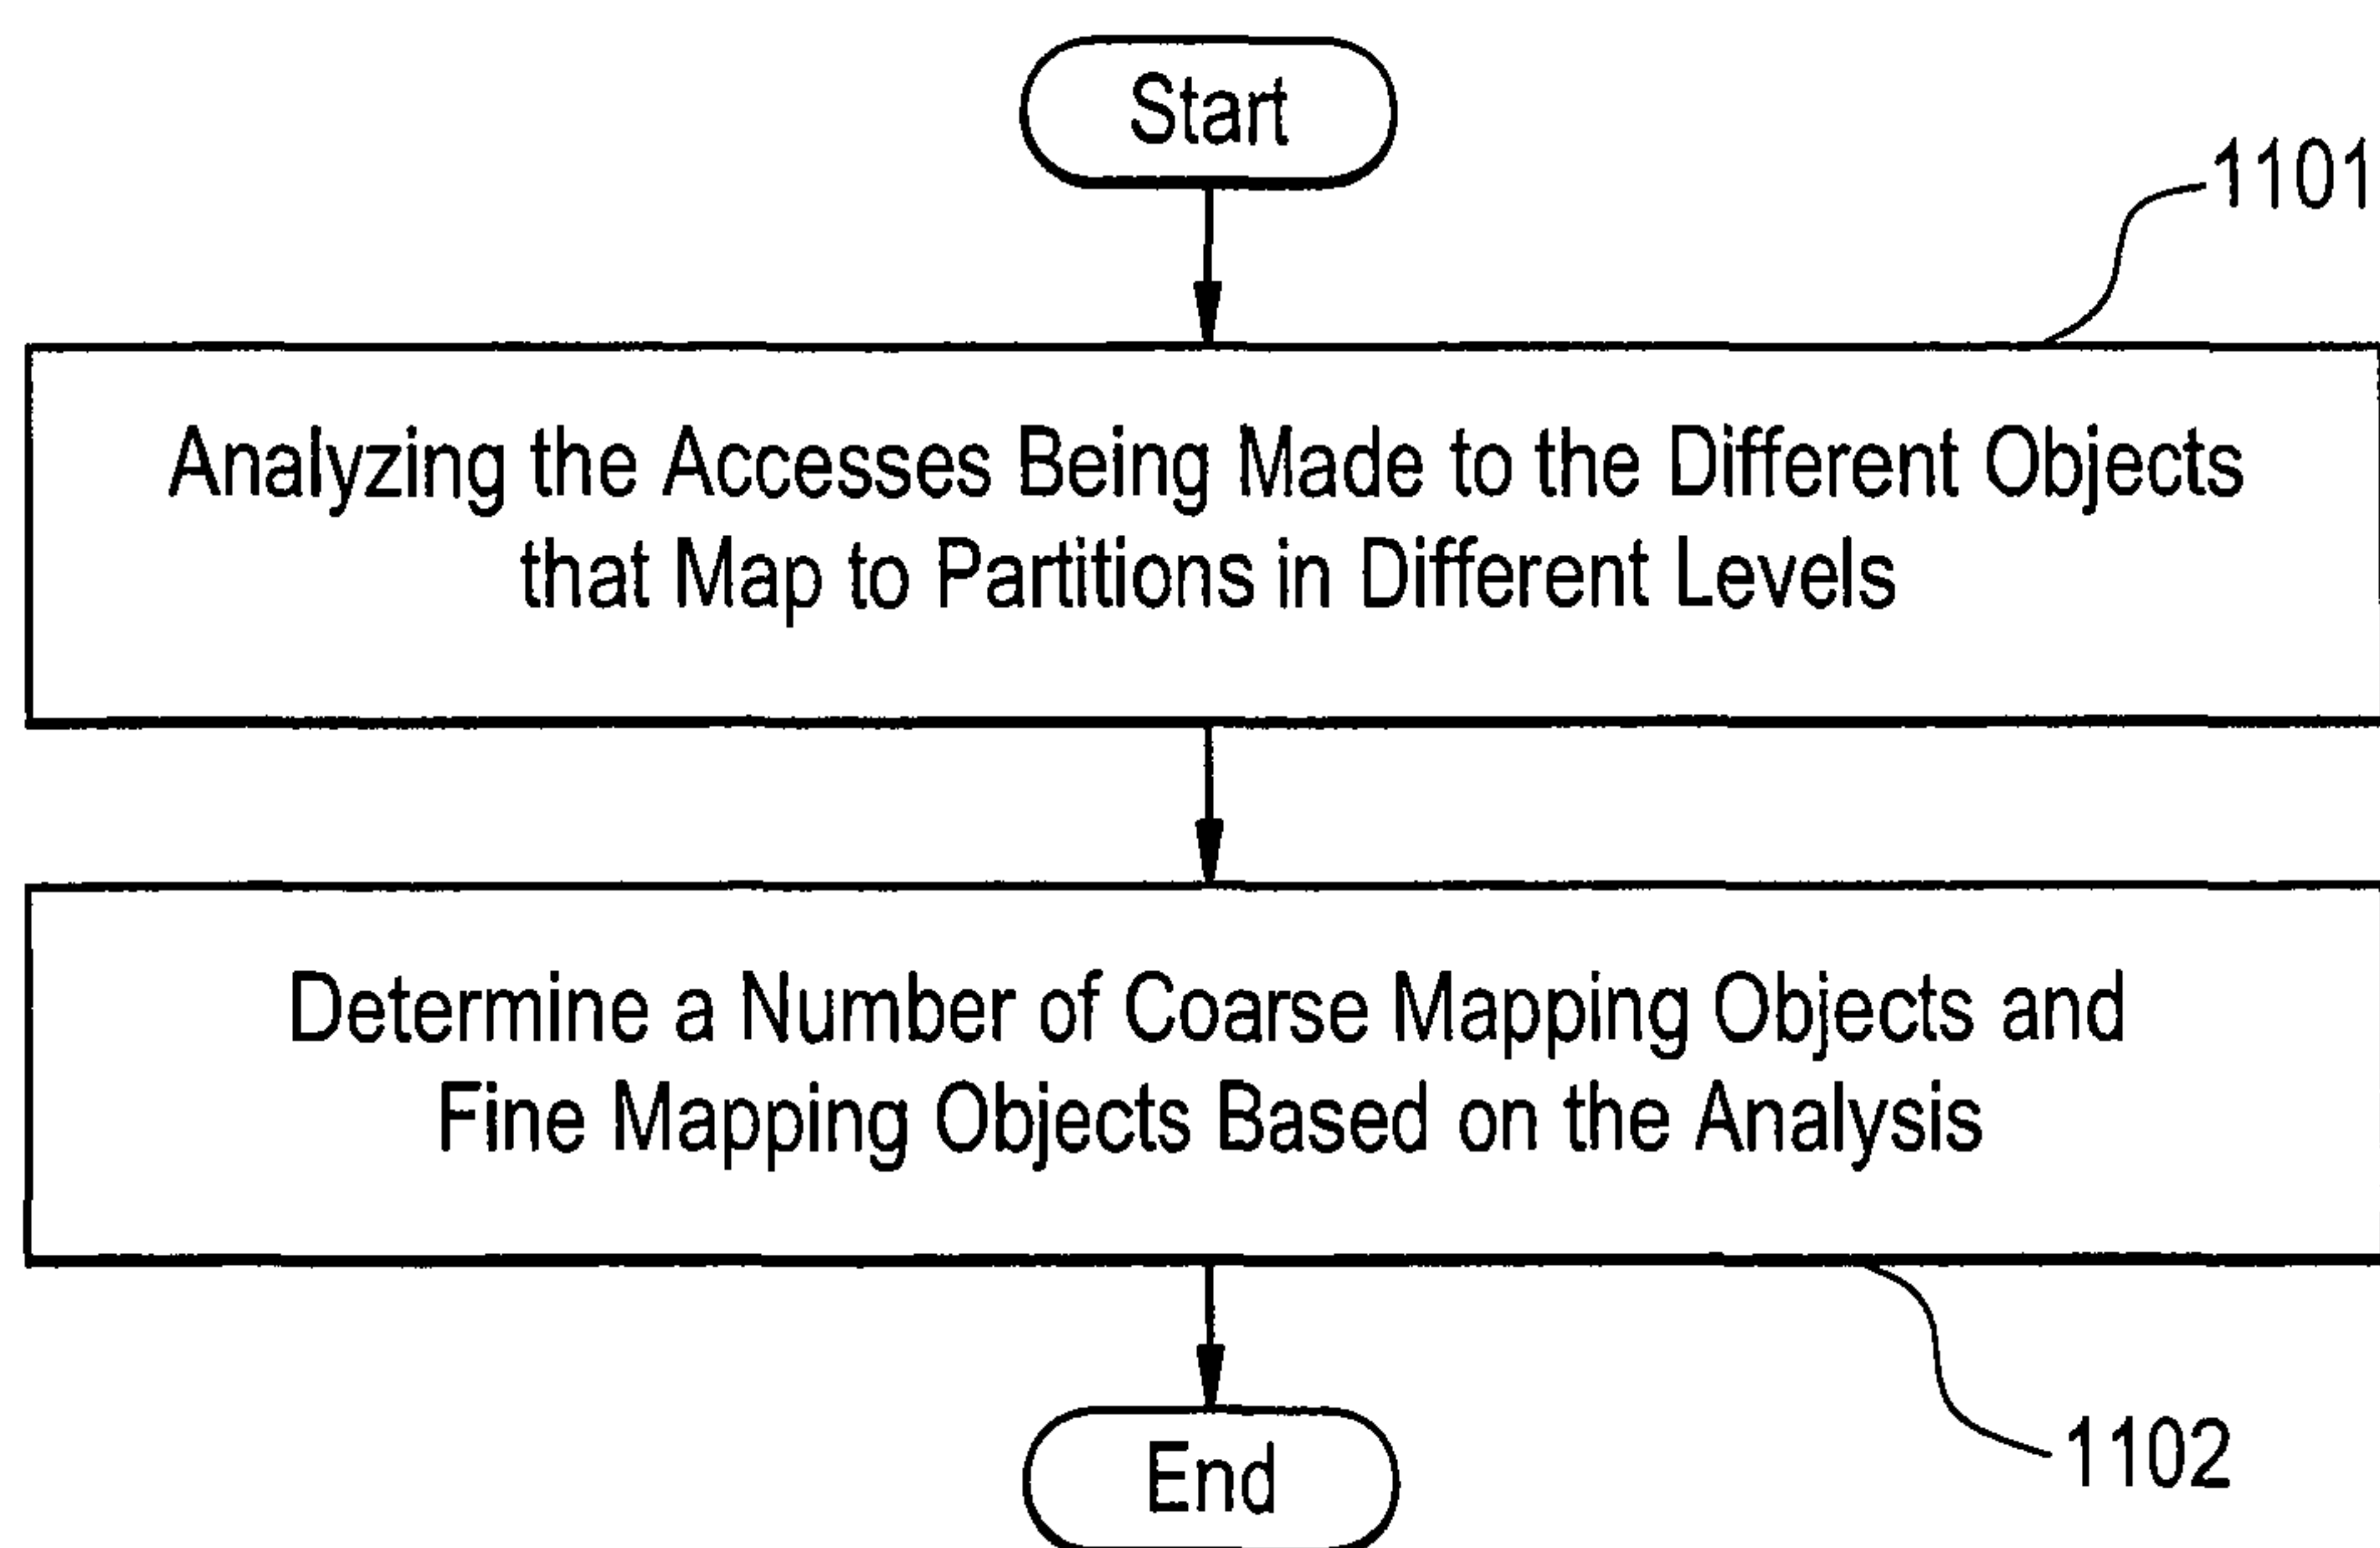 Start
1101
Analyzing the Accesses Being Made to the Different Objects
that Map to Partitions in Different Levels
Determine a Number of Coarse Mapping Objects and
Fine Mapping Objects Based on the Analysis
End
1102